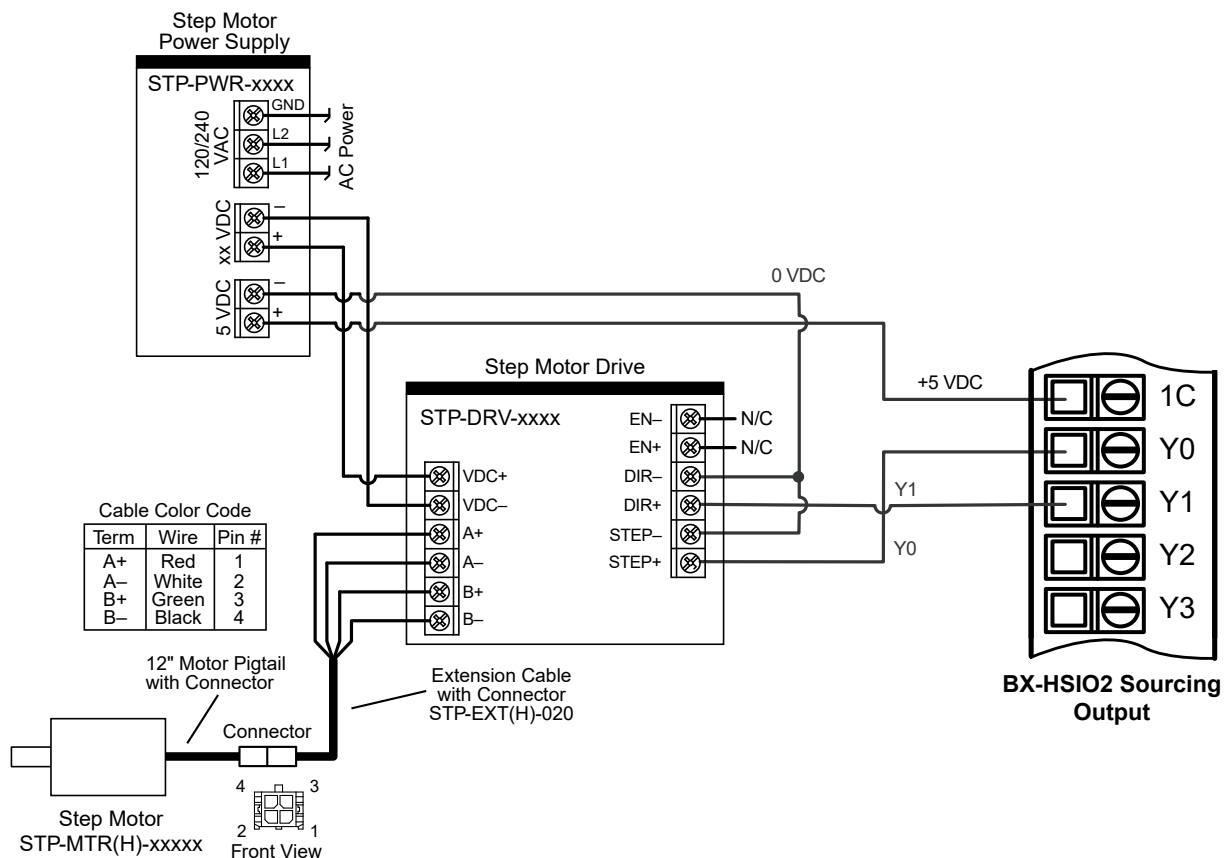 Step Motor
Power Supply
STP-PWR-xxxx
120/240
VAC
GND
L2
L1
AC Power
xx VDC
–
+
5 VDC
–
+
0 VDC
+5 VDC
Step Motor Drive
STP-DRV-xxxx
VDC+
VDC–
A+
A–
B+
B–
EN–
EN+
DIR–
DIR+
STEP–
STEP+
N/C
N/C
Y1
Y0
1C
Y0
Y1
Y2
Y3
BX-HSIO2 Sourcing
Output
Cable Color Code
Term Wire Pin #
A+ Red 1
A– White 2
B+ Green 3
B– Black 4
12" Motor Pigtail
with Connector
Extension Cable
with Connector
STP-EXT(H)-020
Connector
4 3
2 1
Front View
Step Motor
STP-MTR(H)-xxxxx